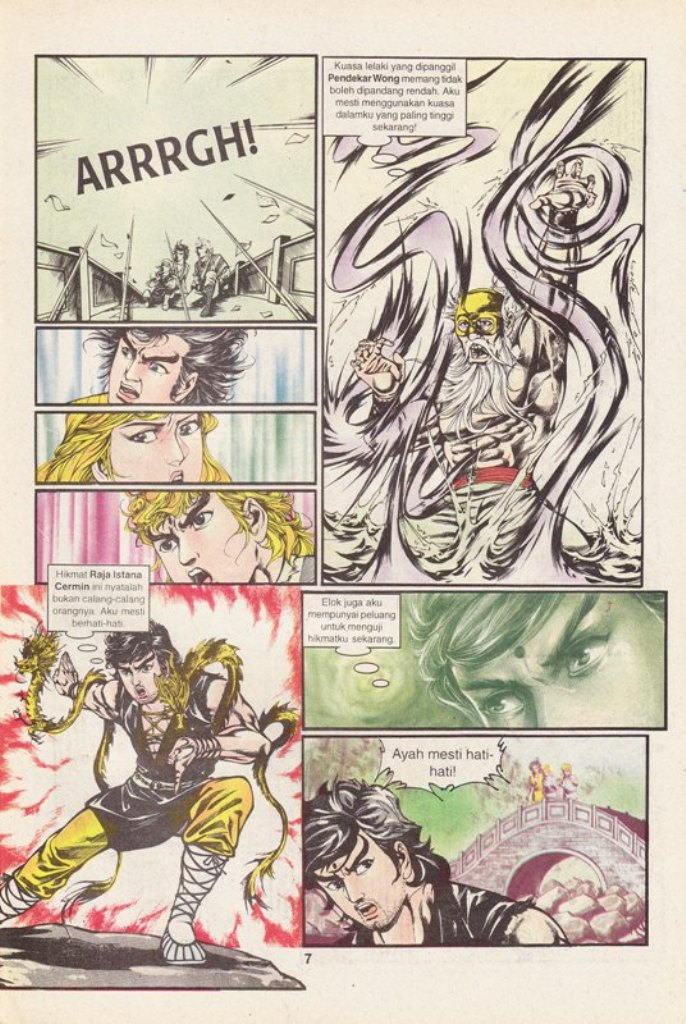 ARRRGH!
Kuasa lelaki yang dipanggil
Pendekar Wong memang tidak
boleh dipandang rendah. Aku
mesti menggunakan kuasa
dalamku yang paling tinggi
sekarang!
Hikmat Raja Istana
Cermin ini nyatalah
bukan calang-calang
orangnya. Aku mesti
berhati-hati.
Elok juga aku
mempunyai peluang
untuk menguji
hikmatku sekarang.
Ayah mesti hati-
hati!
7